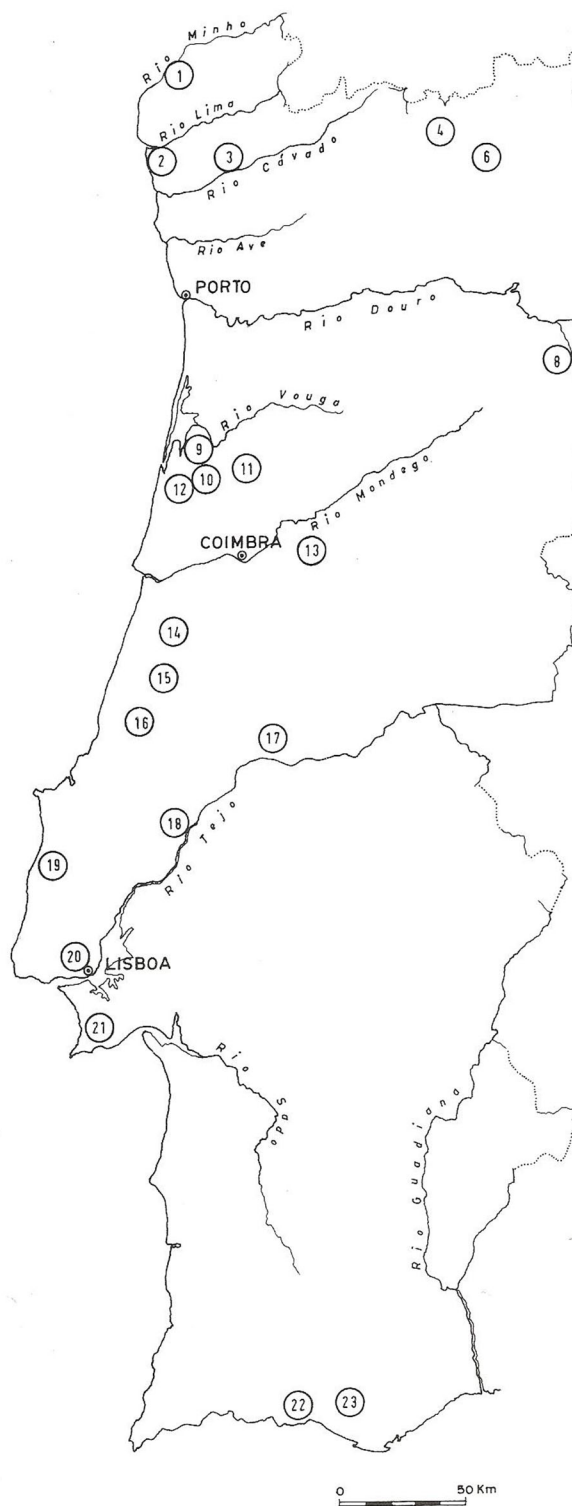 Rio Minho
1
Rio Lima
4
2
3
6
Rio Cávado
Rio Ave
PORTO
Rio Douro
8
Rio Vouga
9
11
10
12
Rio Mondego
COIMBRA
13
14
15
16
17
18
Rio Tejo
19
20
LISBOA
21
Rio Sado
Rio Guadiana
22
23
0
50 Km